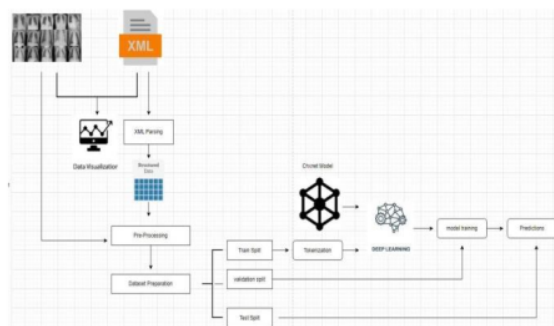 XML
XML Parsing
Data Visualization
Structured
Data
Chxnet Model
Pre Processing
DEEP LEARNING
model training
Predictions
Train Split
Tokenization
Dataset Preparation
validation split
Test Split